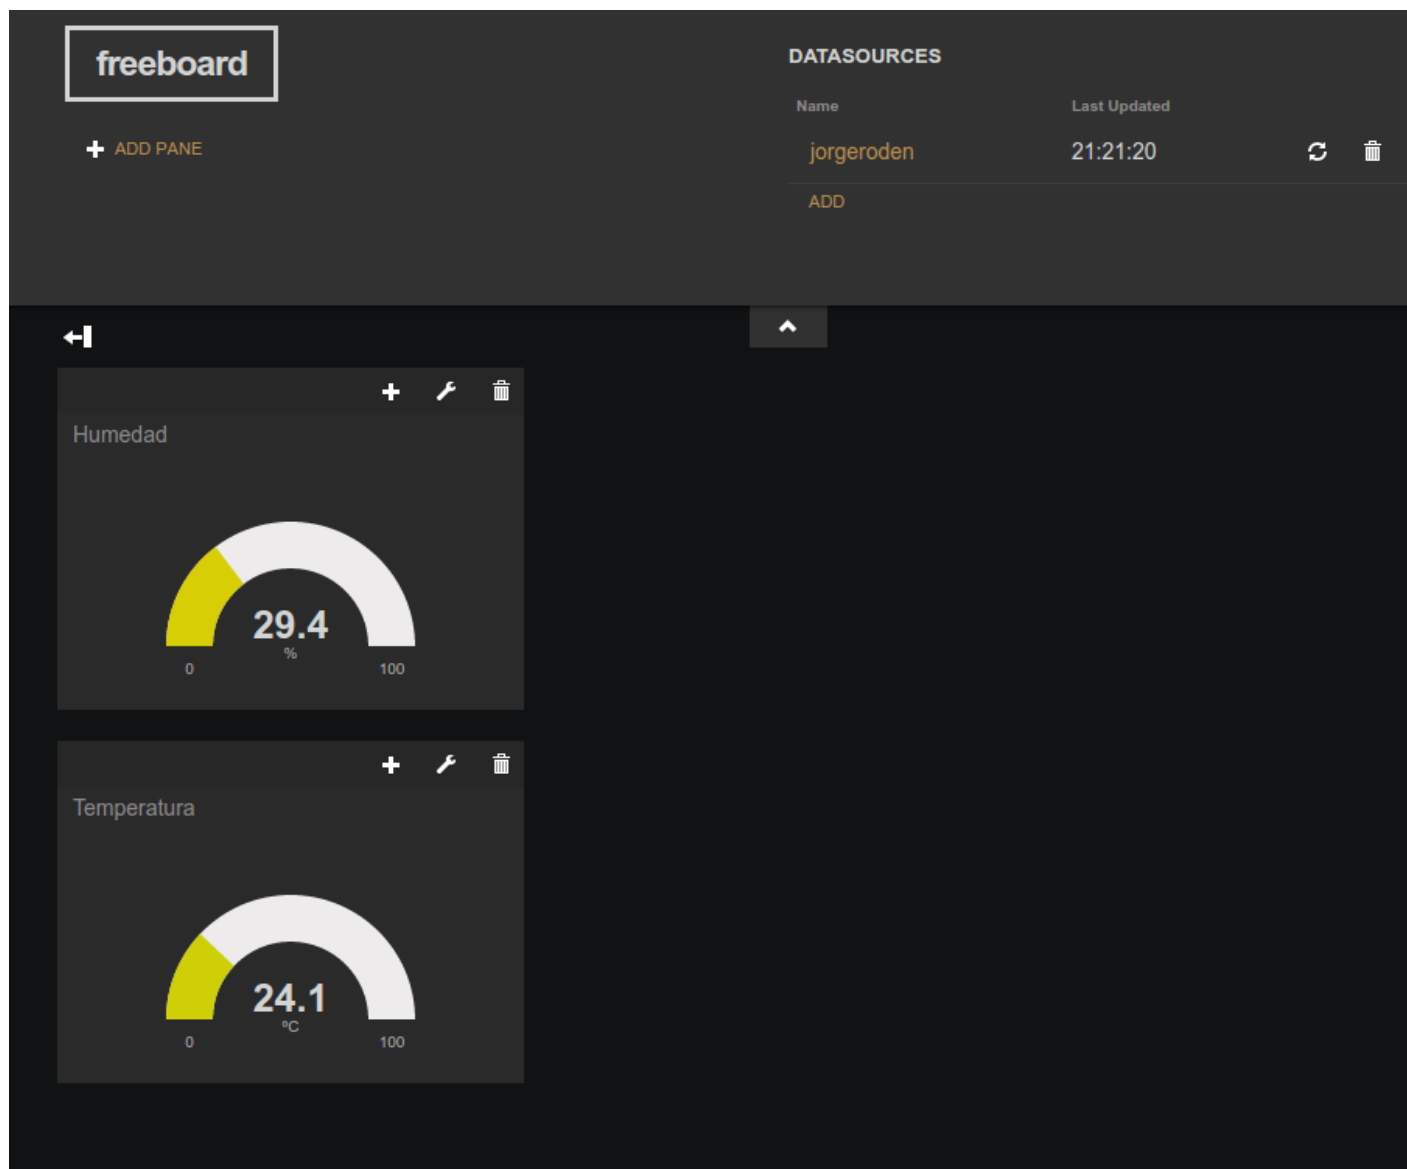 freeboard
ADD PANE
DATASOURCES
Name Last Updated
jorgeroden 21:21:20
ADD
Humedad
29.4
%
0 100
Temperatura
24.1
ºC
0 100